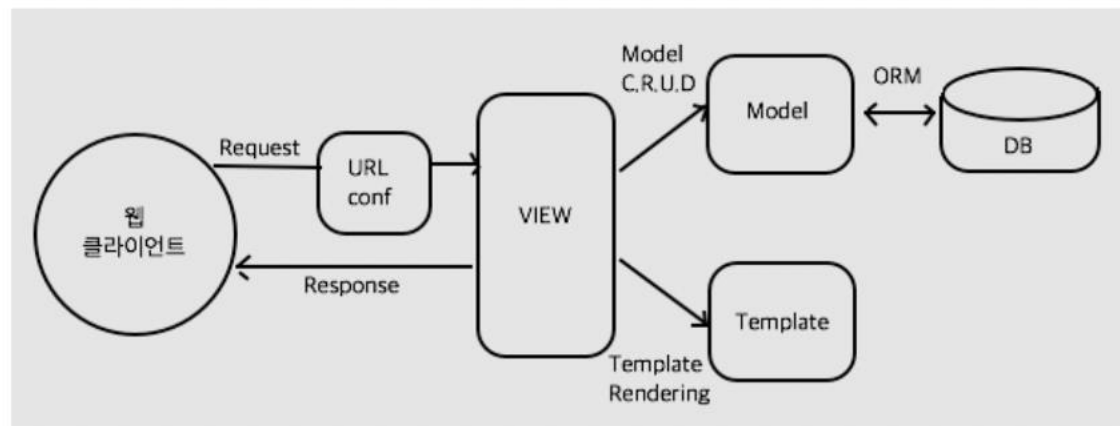 웹
클라이언트
Request
URL
conf
Response
VIEW
Model
C.R.U.D
Model
ORM
DB
Template
Rendering
Template